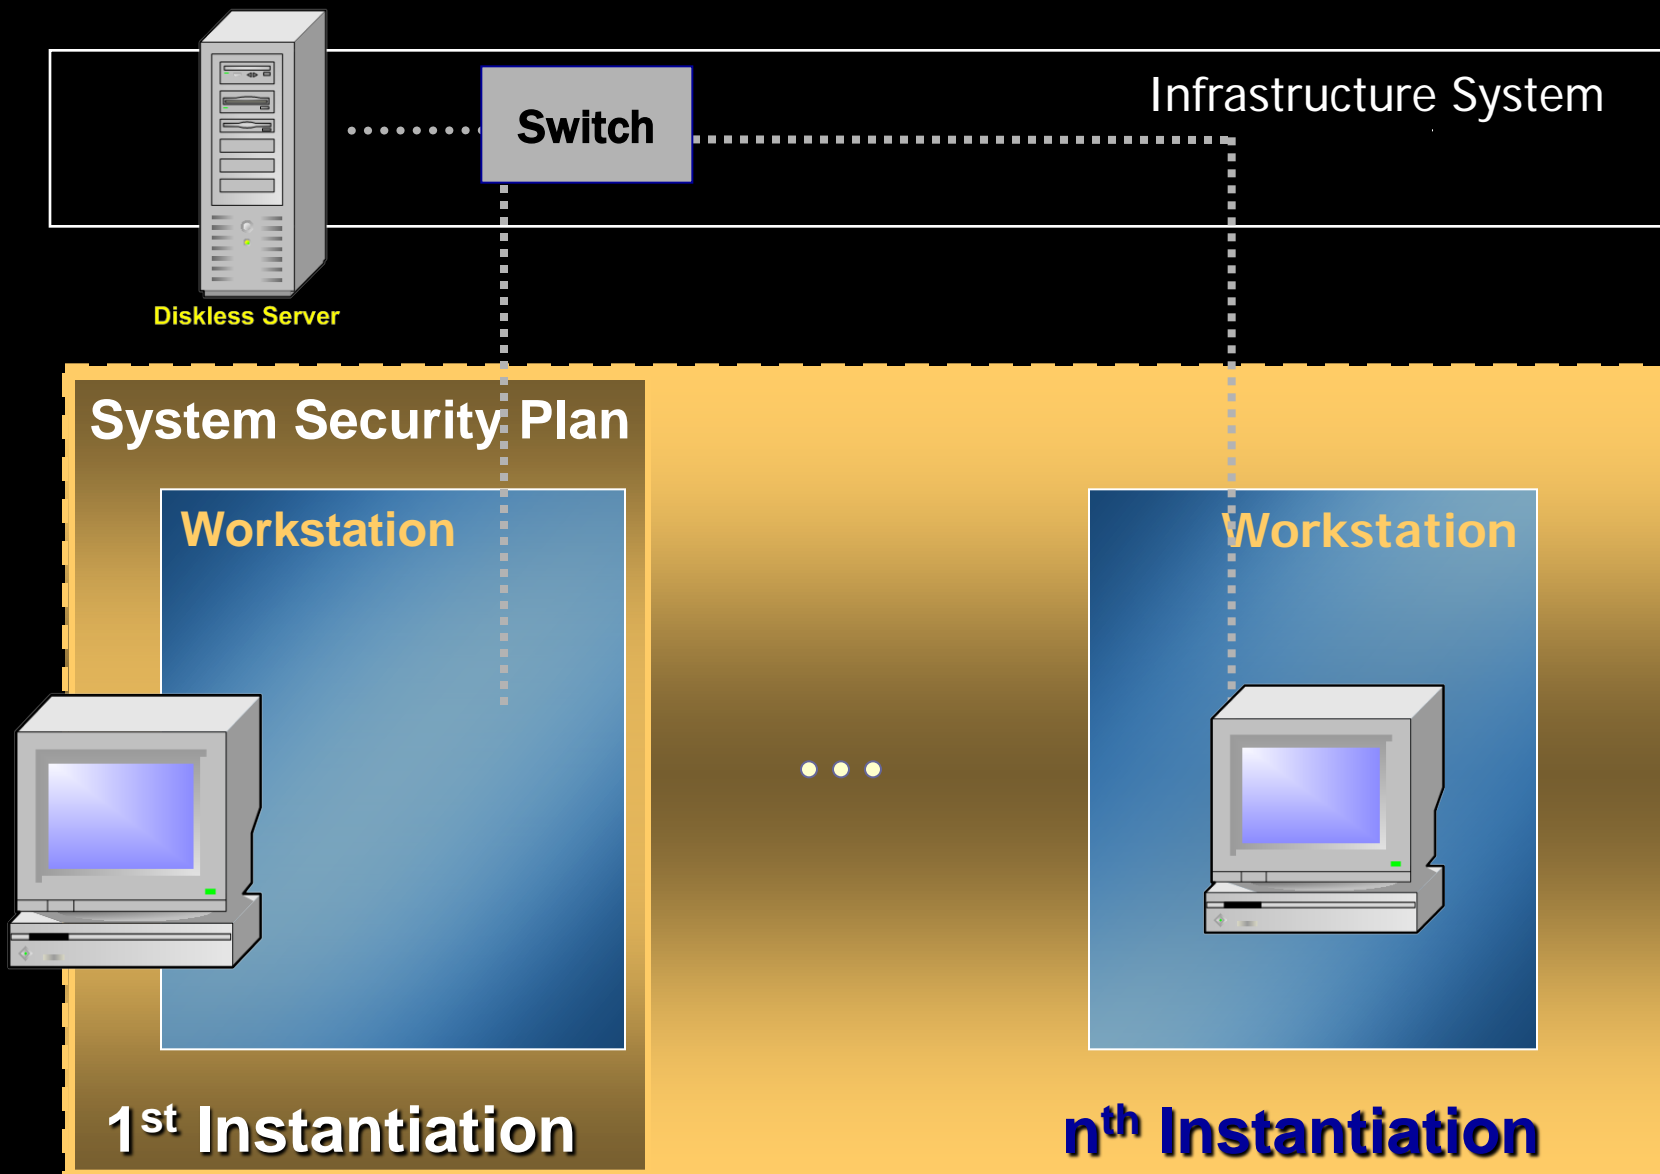 Infrastructure System
Switch
Diskless Server
System Security Plan
Workstation
Workstation
1st Instantiation
nth Instantiation